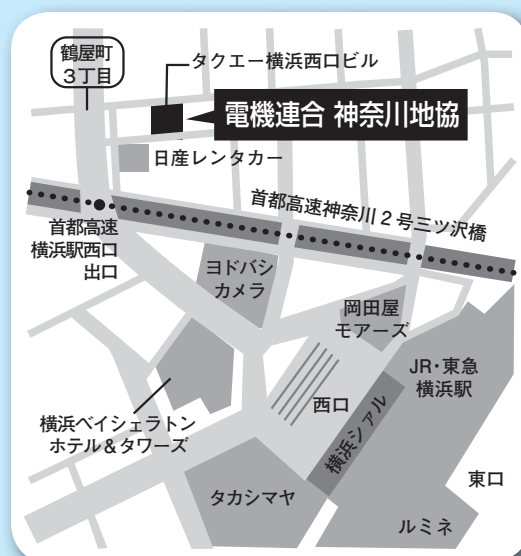 鶴屋町
3丁目
タクエー横浜西口ビル
電機連合 神奈川地協
日産レンタカー
首都高速神奈川2号三ツ沢橋
首都高速
横浜駅西口
出口
ヨドバシ
カメラ
岡田屋
モアーズ
JR・東急
横浜駅
西口
横浜シァル
横浜ベイシェラトン
ホテル&タワーズ
東口
タカシマヤ
ルミネ